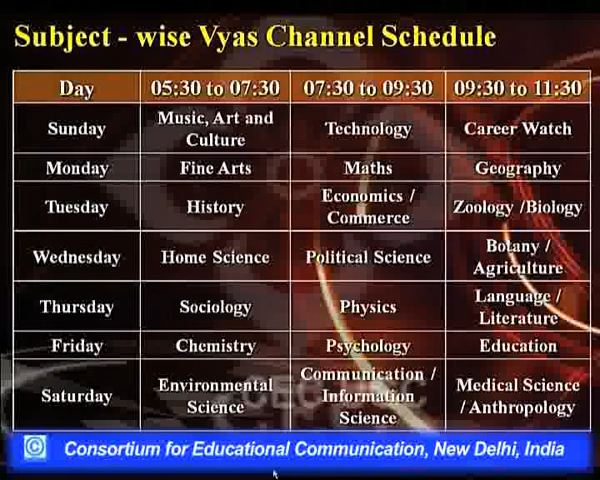 Subject - wise Vyas Channel Schedule
Day 05:30 to 07:30 07:30 to 09:30 09:30 to 11:30
Sunday Music, Art and Culture Technology Career Watch
Monday Fine Arts Maths Geography
Tuesday History Economics / Commerce Zoology /Biology
Wednesday Home Science Political Science Botany / Agriculture
Thursday Sociology Physics Language / Literature
Friday Chemistry Psychology Education
Saturday Environmental Science Communication / Information Science Medical Science / Anthropology
© Consortium for Educational Communication, New Delhi, India